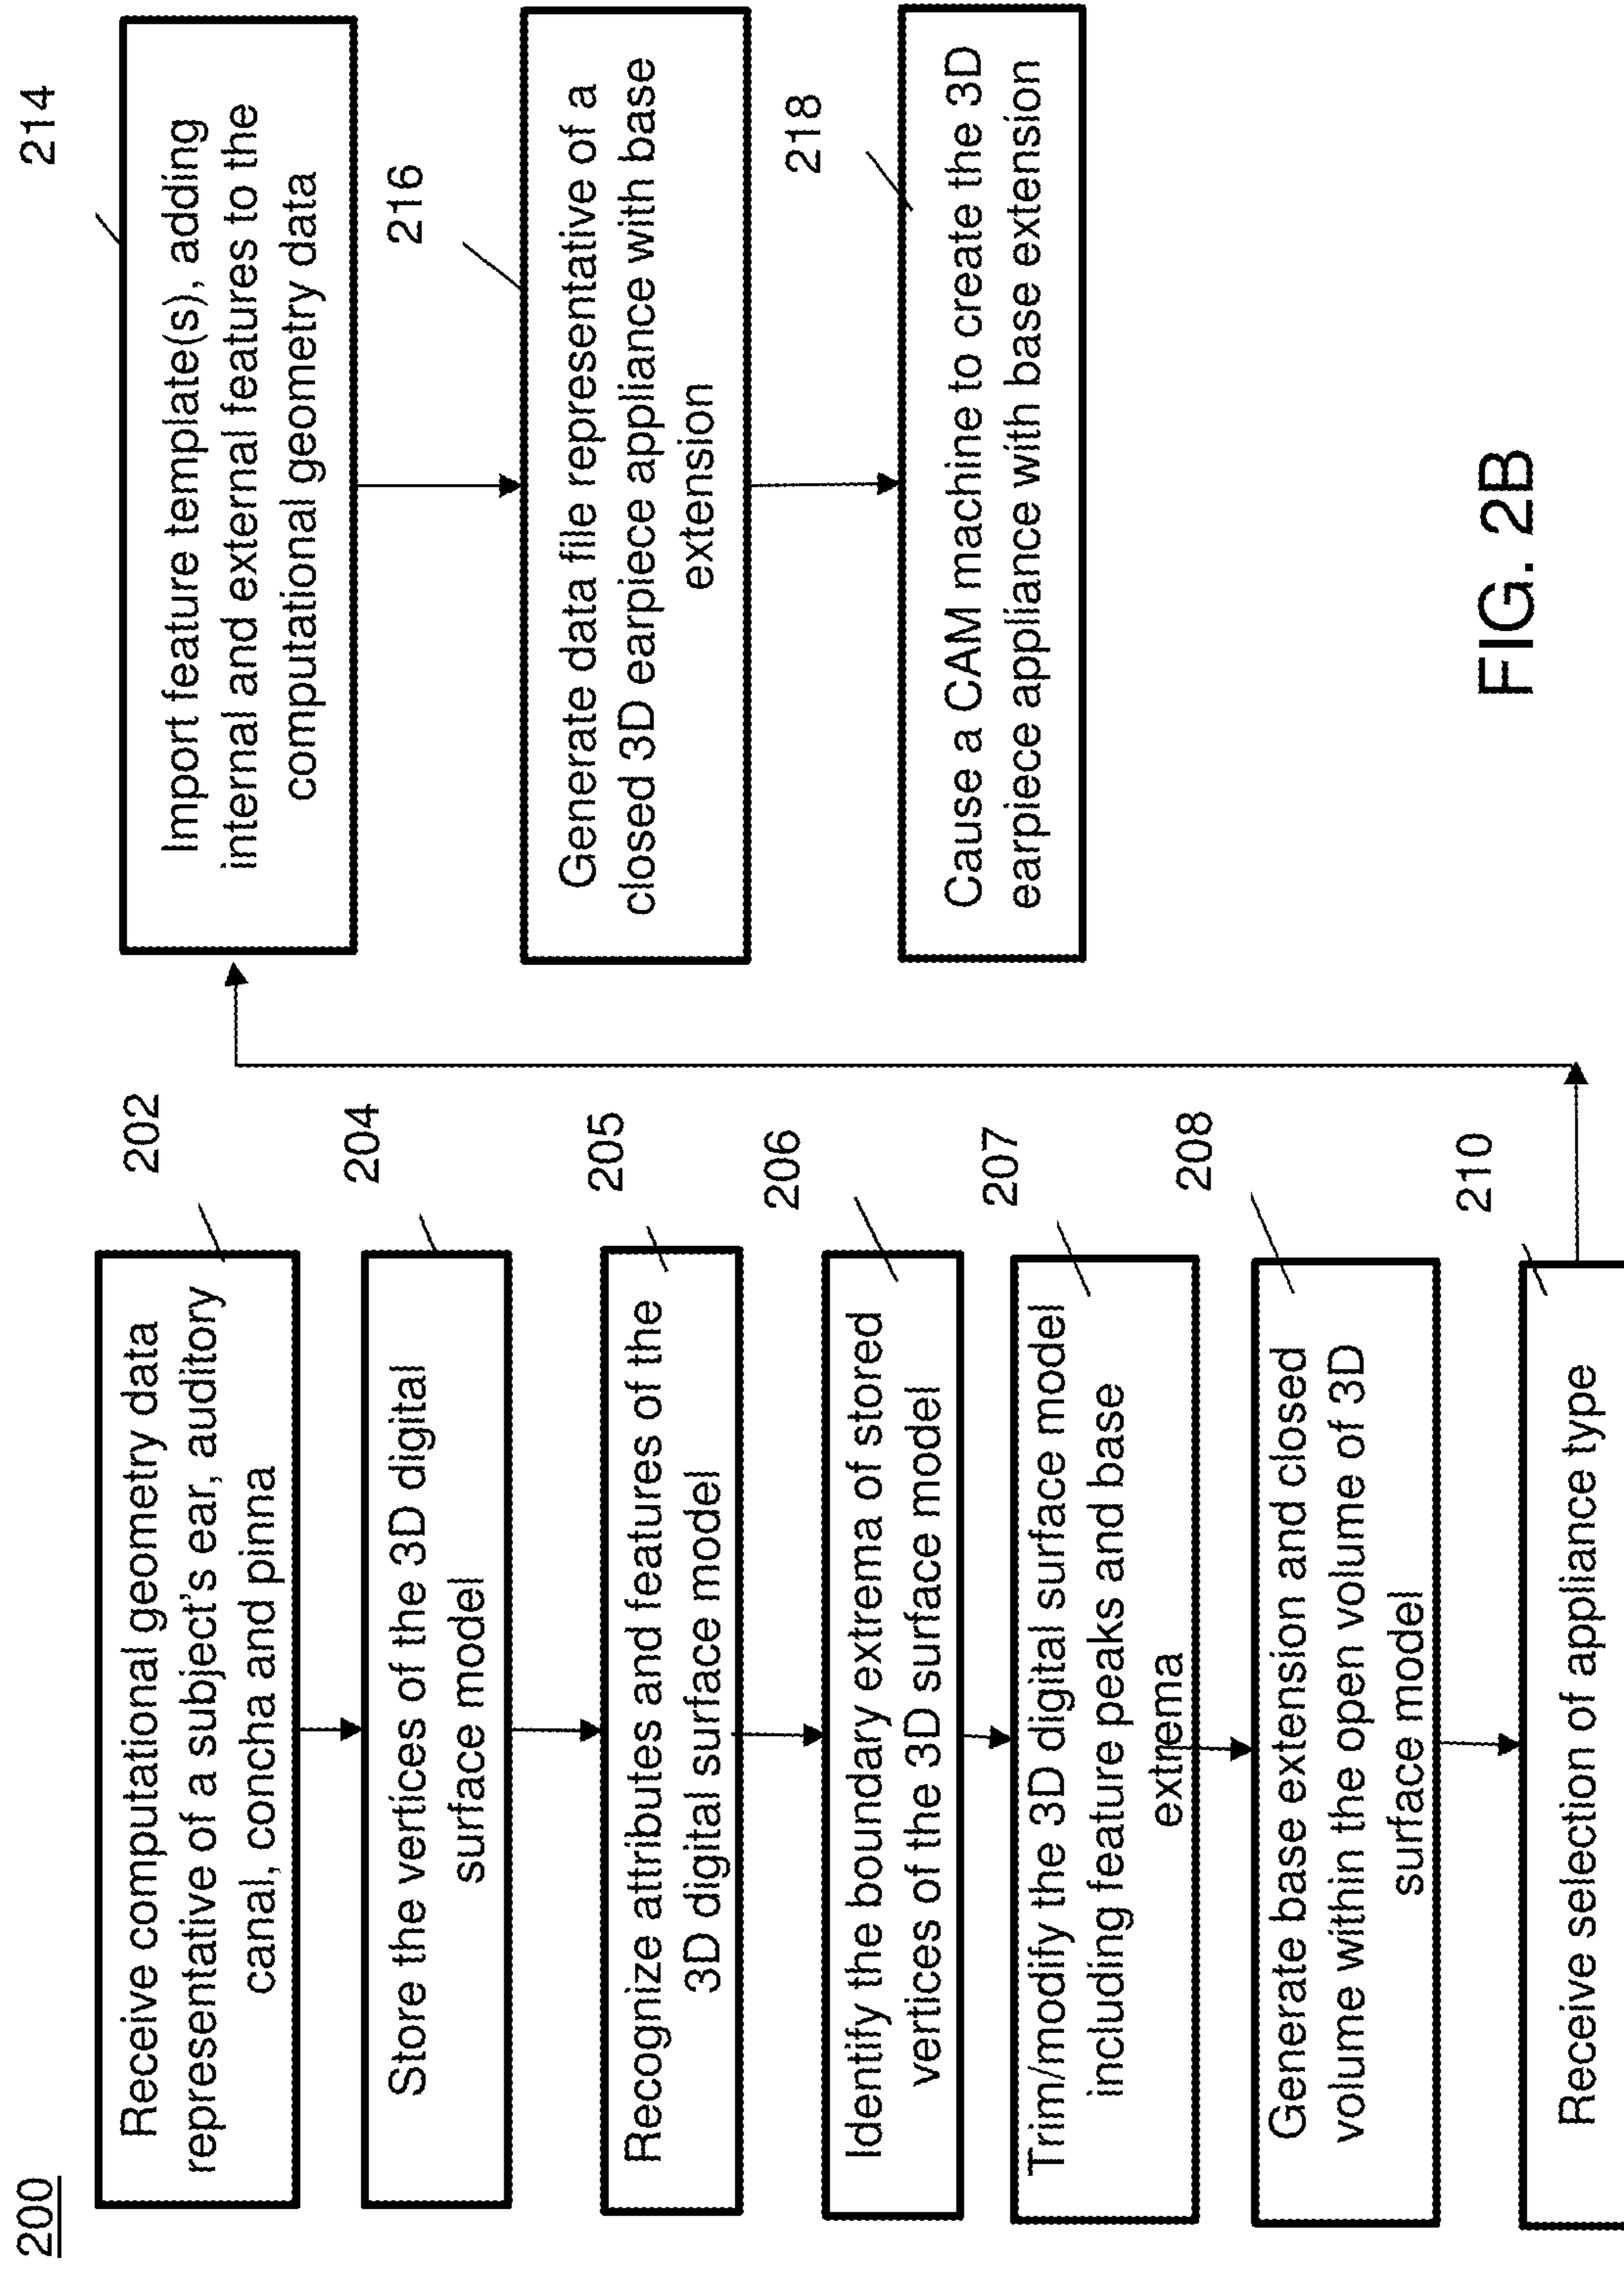 200
202
Receive computational geometry data
representative of a subject's ear, auditory
canal, concha and pinna
204
Store the vertices of the 3D digital
surface model
205
Recognize attributes and features of the
3D digital surface model
206
Identify the boundary extrema of stored
vertices of the 3D surface model
207
Trim/modify the 3D digital surface model
including feature peaks and base
extrema
208
Generate base extension and closed
volume within the open volume of 3D
surface model
210
Receive selection of appliance type
214
Import feature template(s), adding
internal and external features to the
computational geometry data
216
Generate data file representative of a
closed 3D earpiece appliance with base
extension
218
Cause a CAM machine to create the 3D
earpiece appliance with base extension
FIG. 2B